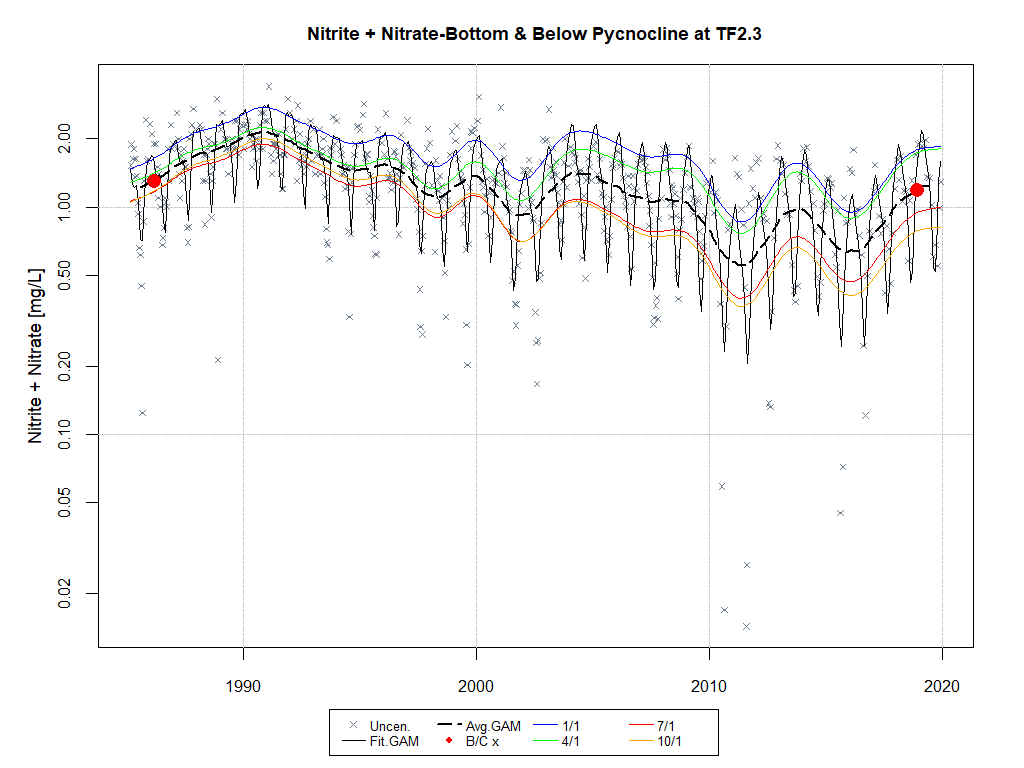 Nitrite + Nitrate-Bottom & Below Pycnocline at TF2.3
Nitrite + Nitrate [mg/L]
2.00
1.00
0.50
0.20
0.10
0.05
0.02
1990 2000 2010 2020
Uncen. Avg.GAM 1/1 7/1
Fit.GAM B/C x 4/1 10/1